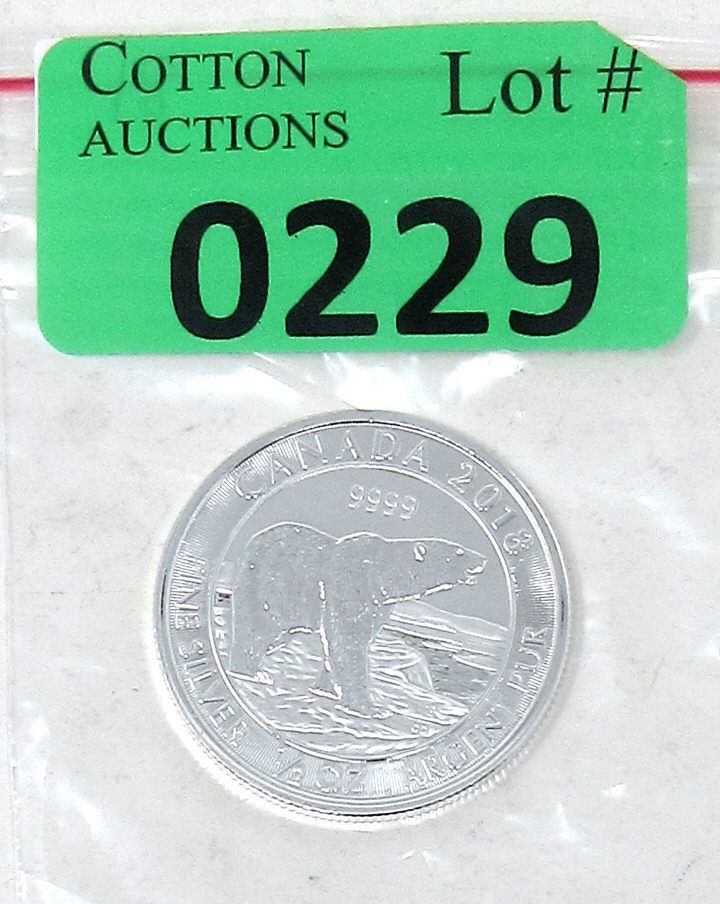 COTTON
AUCTIONS
Lot #
0229
CANADA 2018
9999
FINE SILVER 1/2 OZ ARGENT PUR